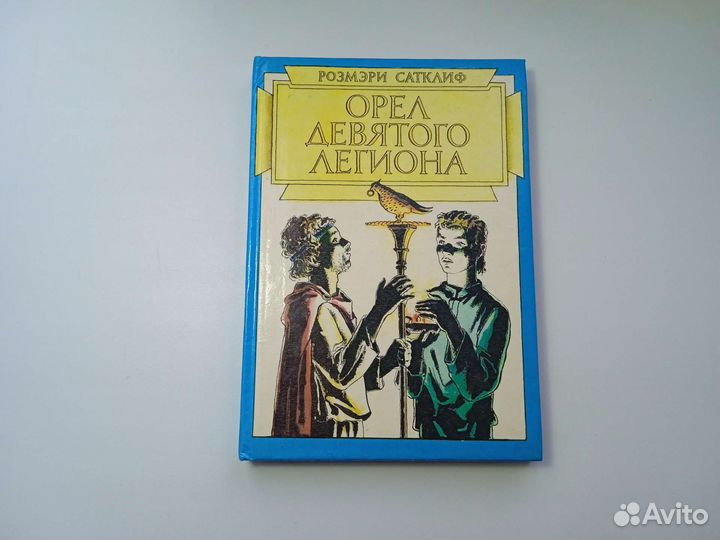 РОЗМЭРИ САТКЛИФ
ОРЕЛ
ДЕВЯТОГО
ЛЕГИОНА
Avito